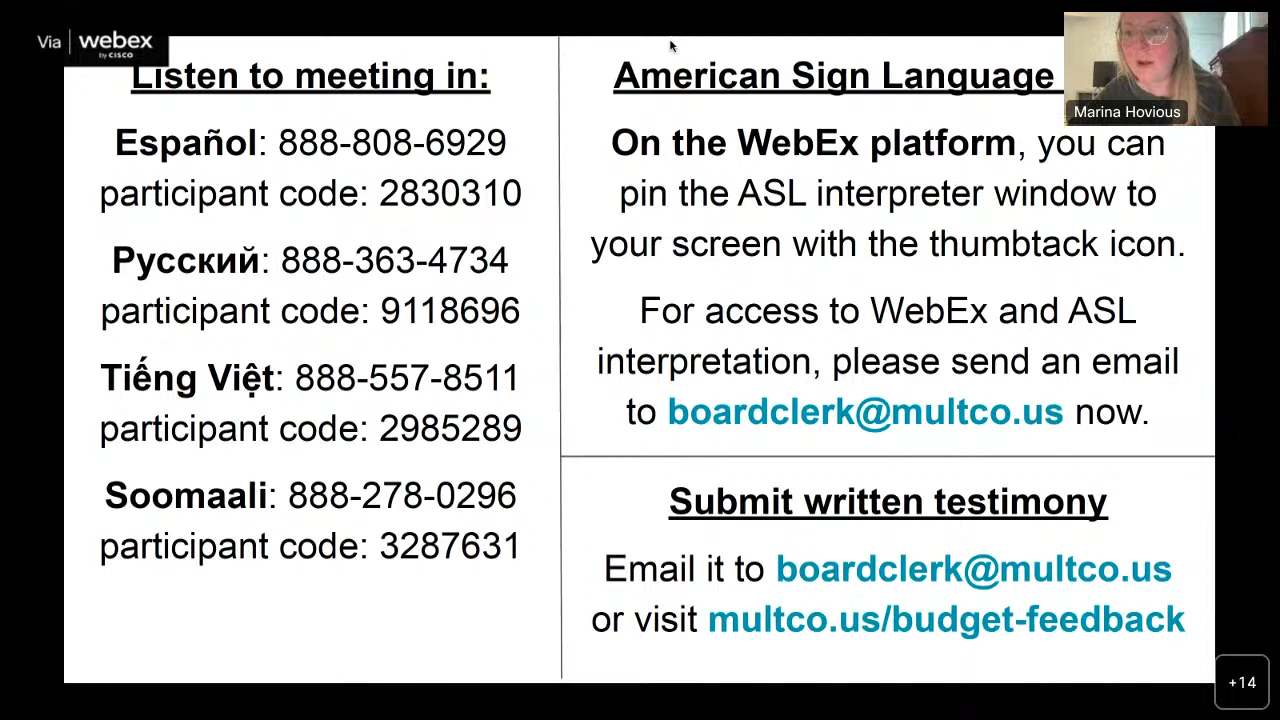 Via webex
by CISCO
Listen to meeting in:
Español: 888-808-6929
participant code: 2830310
Русский: 888-363-4734
participant code: 9118696
Tiếng Việt: 888-557-8511
participant code: 2985289
Soomaali: 888-278-0296
participant code: 3287631
American Sign Language
Marina Hovious
On the WebEx platform, you can
pin the ASL interpreter window to
your screen with the thumbtack icon.
For access to WebEx and ASL
interpretation, please send an email
to boardclerk@multco.us now.
Submit written testimony
Email it to boardclerk@multco.us
or visit multco.us/budget-feedback
+14